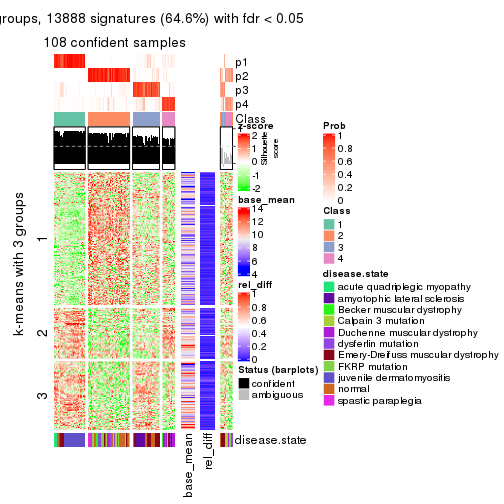 groups, 13888 signatures (64.6%) with fdr < 0.05
108 confident samples
p1
p2
p3
p4
Class
z-score
2
1
0
-1
-2
Silhouette
score
base_mean
14
12
10
8
6
4
rel_diff
1
0.8
0.6
0.4
0.2
0
Status (barplots)
confident
ambiguous
k-means with 3 groups
1
2
3
disease.state
base_mean
rel_diff
Prob
1
0.8
0.6
0.4
0.2
0
Class
1
2
3
4
disease.state
acute quadriplegic myopathy
amyotophic lateral sclerosis
Becker muscular dystrophy
Calpain 3 mutation
Duchenne muscular dystrophy
dysferlin mutation
Emery-Dreifuss muscular dystrophy
FKRP mutation
juvenile dermatomyositis
normal
spastic paraplegia